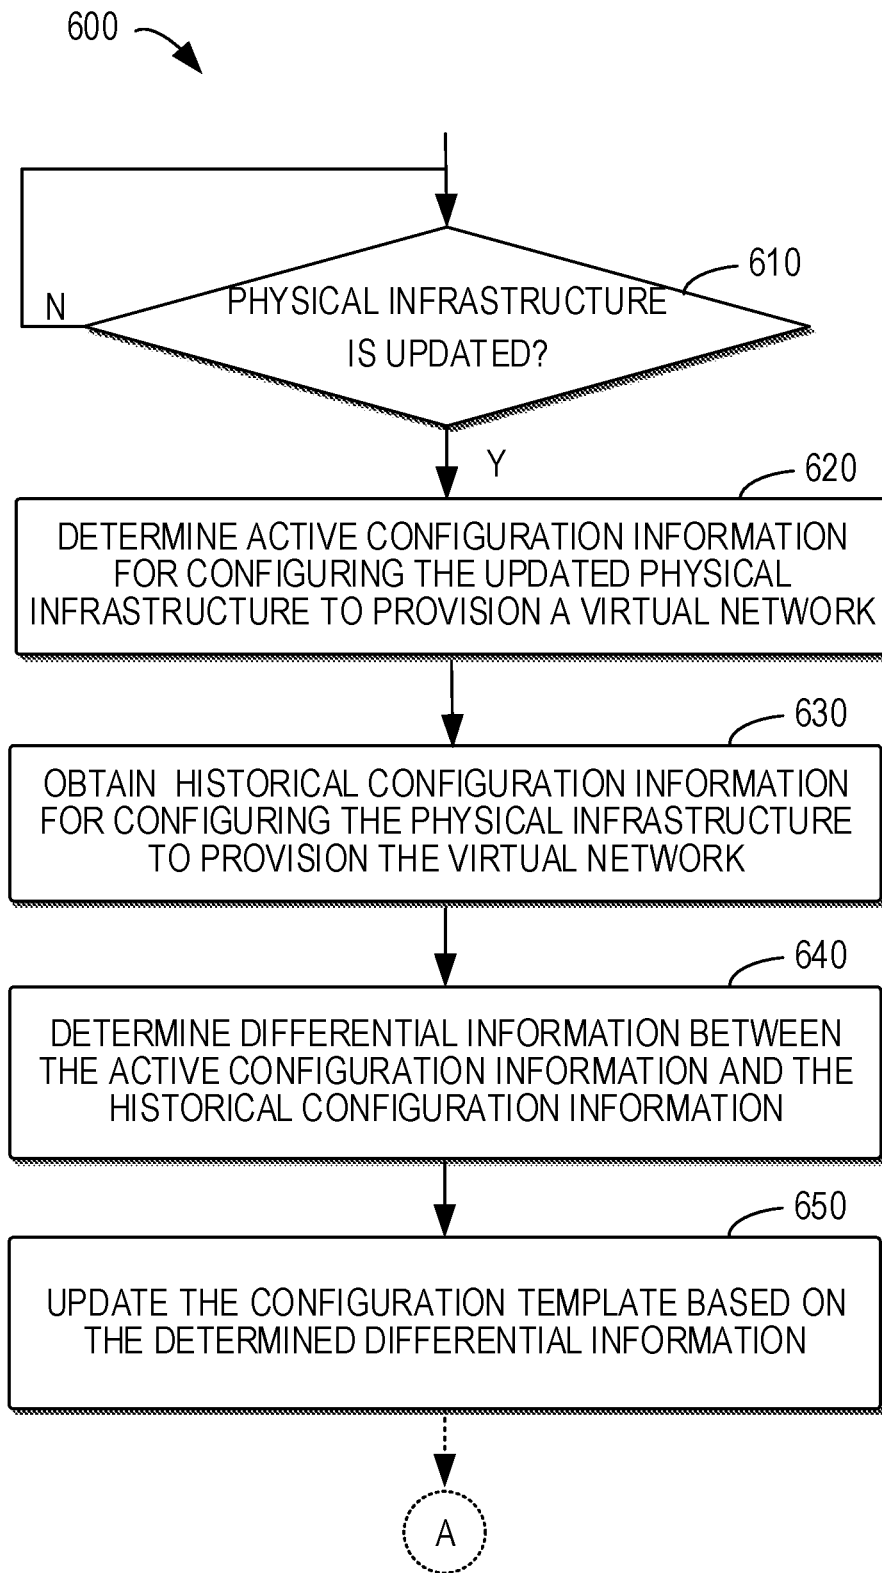 600
610
PHYSICAL INFRASTRUCTURE
IS UPDATED?
N
Y
620
DETERMINE ACTIVE CONFIGURATION INFORMATION
FOR CONFIGURING THE UPDATED PHYSICAL
INFRASTRUCTURE TO PROVISION A VIRTUAL NETWORK
630
OBTAIN HISTORICAL CONFIGURATION INFORMATION
FOR CONFIGURING THE PHYSICAL INFRASTRUCTURE
TO PROVISION THE VIRTUAL NETWORK
640
DETERMINE DIFFERENTIAL INFORMATION BETWEEN
THE ACTIVE CONFIGURATION INFORMATION AND THE
HISTORICAL CONFIGURATION INFORMATION
650
UPDATE THE CONFIGURATION TEMPLATE BASED ON
THE DETERMINED DIFFERENTIAL INFORMATION
A